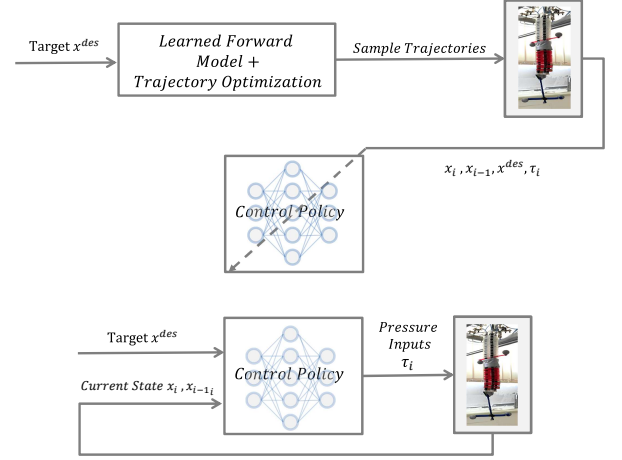 Target x^des
Learned Forward
Model +
Trajectory Optimization
Sample Trajectories
x_i , x_{i−1}, x^des, τ_i
Control Policy
Target x^des
Current State x_i , x_{i−1_i}
Control Policy
Pressure
Inputs
τ_i